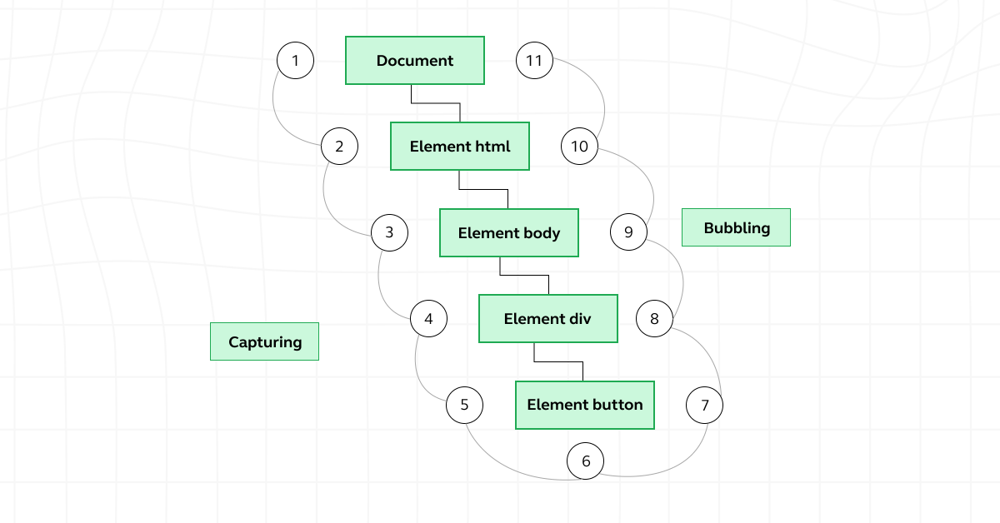 1
Document
11
2
Element html
10
3
Element body
9
Bubbling
4
Element div
8
Capturing
5
Element button
7
6